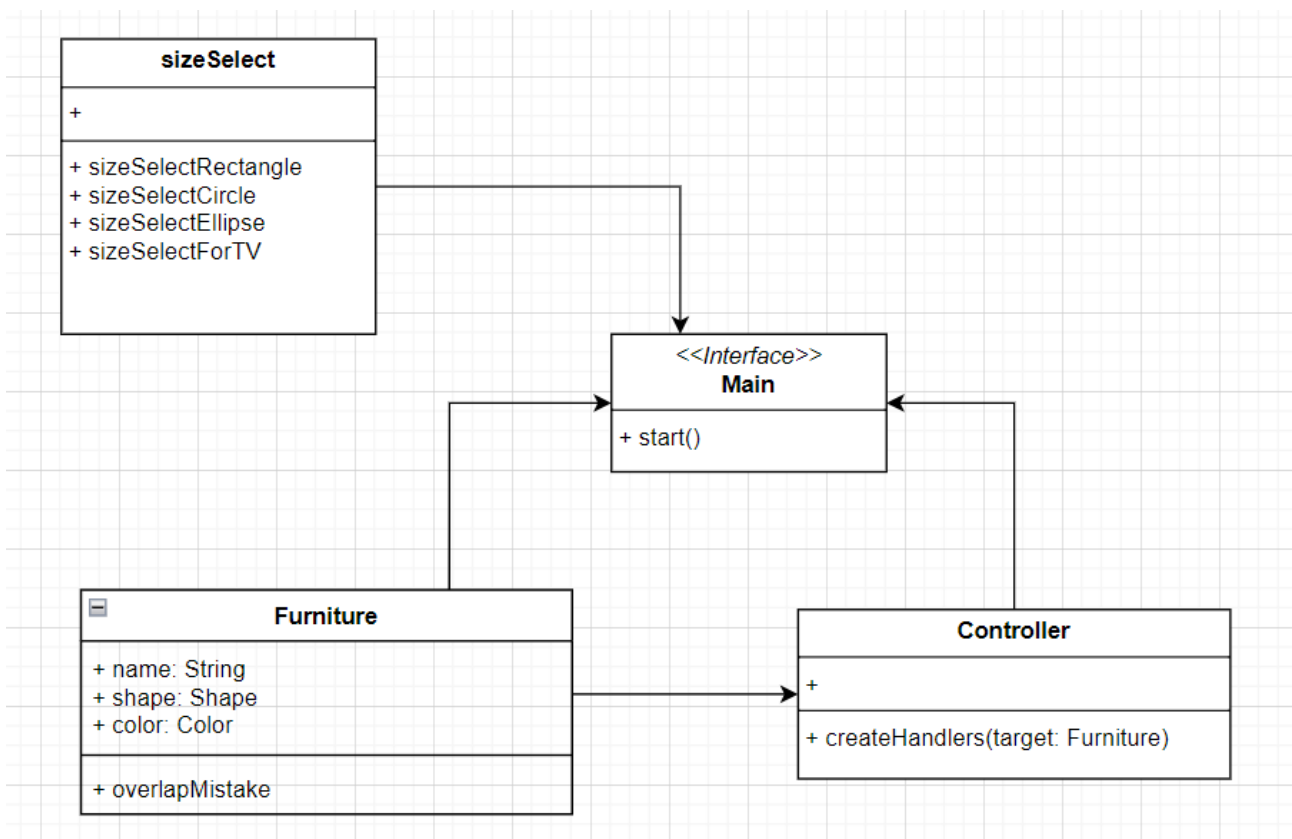 sizeSelect
+
+ sizeSelectRectangle
+ sizeSelectCircle
+ sizeSelectEllipse
+ sizeSelectForTV
<<Interface>>
Main
+ start()
Furniture
+ name: String
+ shape: Shape
+ color: Color
+ overlapMistake
Controller
+
+ createHandlers(target: Furniture)